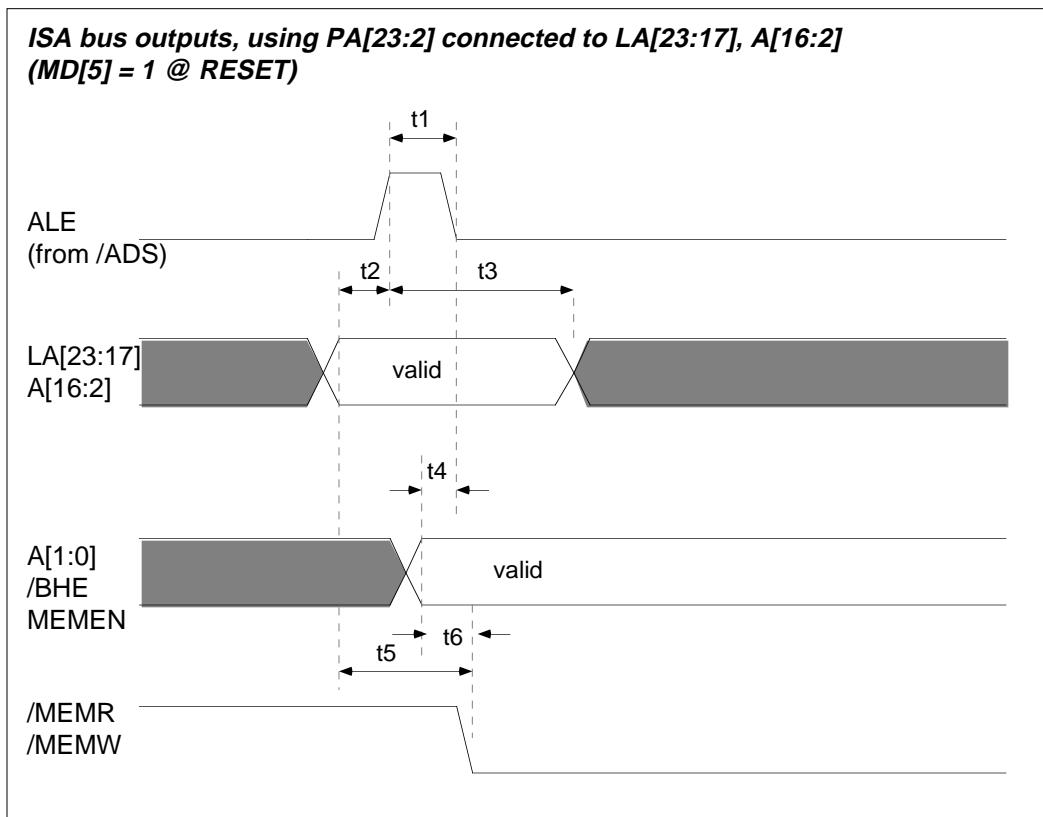 ISA bus outputs, using PA[23:2] connected to LA[23:17], A[16:2]
(MD[5] = 1 @ RESET)
t1
ALE
(from /ADS)
t2
t3
LA[23:17]
A[16:2]
valid
t4
A[1:0]
/BHE
MEMEN
valid
t6
t5
/MEMR
/MEMW